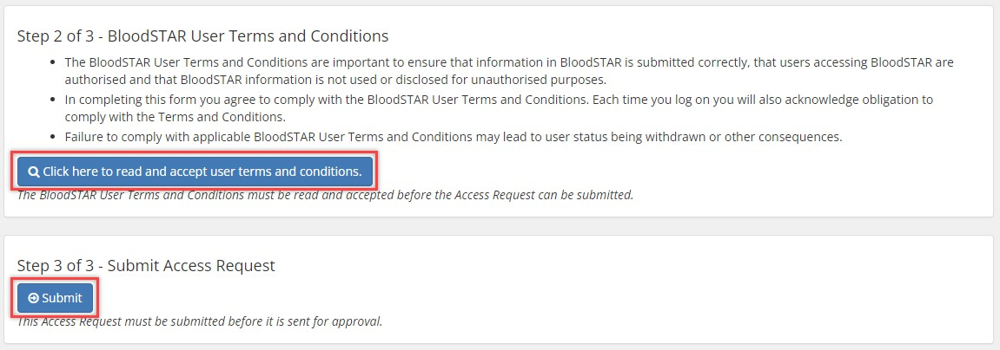 Step 2 of 3 - BloodSTAR User Terms and Conditions
• The BloodSTAR User Terms and Conditions are important to ensure that information in BloodSTAR is submitted correctly, that users accessing BloodSTAR are
authorised and that BloodSTAR information is not used or disclosed for unauthorised purposes.
• In completing this form you agree to comply with the BloodSTAR User Terms and Conditions. Each time you log on you will also acknowledge obligation to
comply with the Terms and Conditions.
• Failure to comply with applicable BloodSTAR User Terms and Conditions may lead to user status being withdrawn or other consequences.
Click here to read and accept user terms and conditions.
The BloodSTAR User Terms and Conditions must be read and accepted before the Access Request can be submitted.
Step 3 of 3 - Submit Access Request
Submit
This Access Request must be submitted before it is sent for approval.